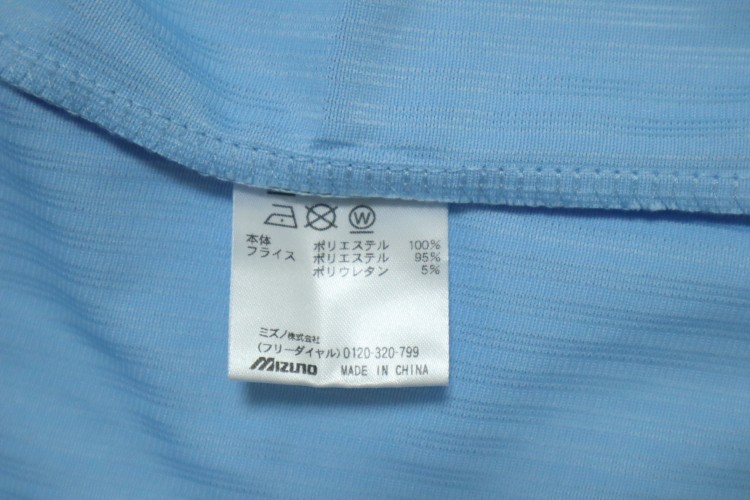 W
本体 ポリエステル 100%
フライス ポリエステル 95%
ポリウレタン 5%
ミズノ株式会社
(フリーダイヤル)0120-320-799
MIZUNO MADE IN CHINA